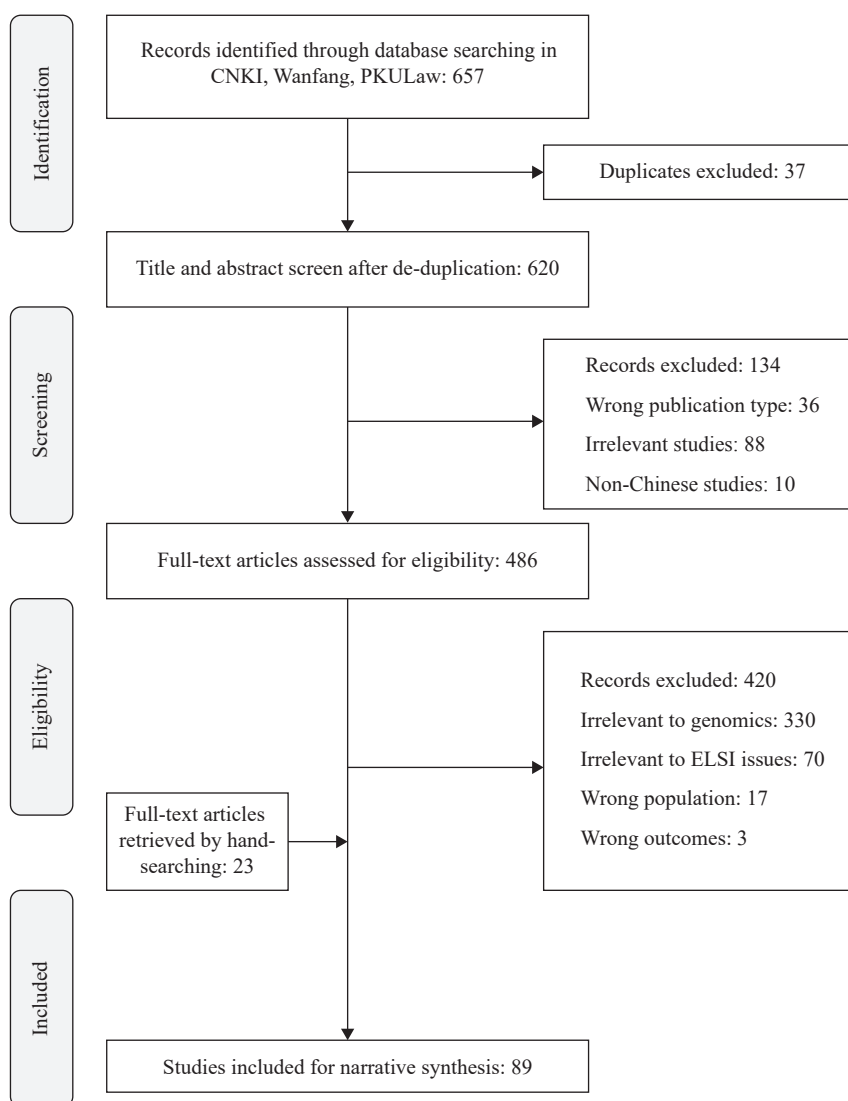 Identification
Records identified through database searching in
CNKI, Wanfang, PKULaw: 657
Duplicates excluded: 37
Title and abstract screen after de-duplication: 620
Screening
Records excluded: 134
Wrong publication type: 36
Irrelevant studies: 88
Non-Chinese studies: 10
Full-text articles assessed for eligibility: 486
Eligibility
Records excluded: 420
Irrelevant to genomics: 330
Irrelevant to ELSI issues: 70
Wrong population: 17
Wrong outcomes: 3
Full-text articles
retrieved by hand-
searching: 23
Included
Studies included for narrative synthesis: 89